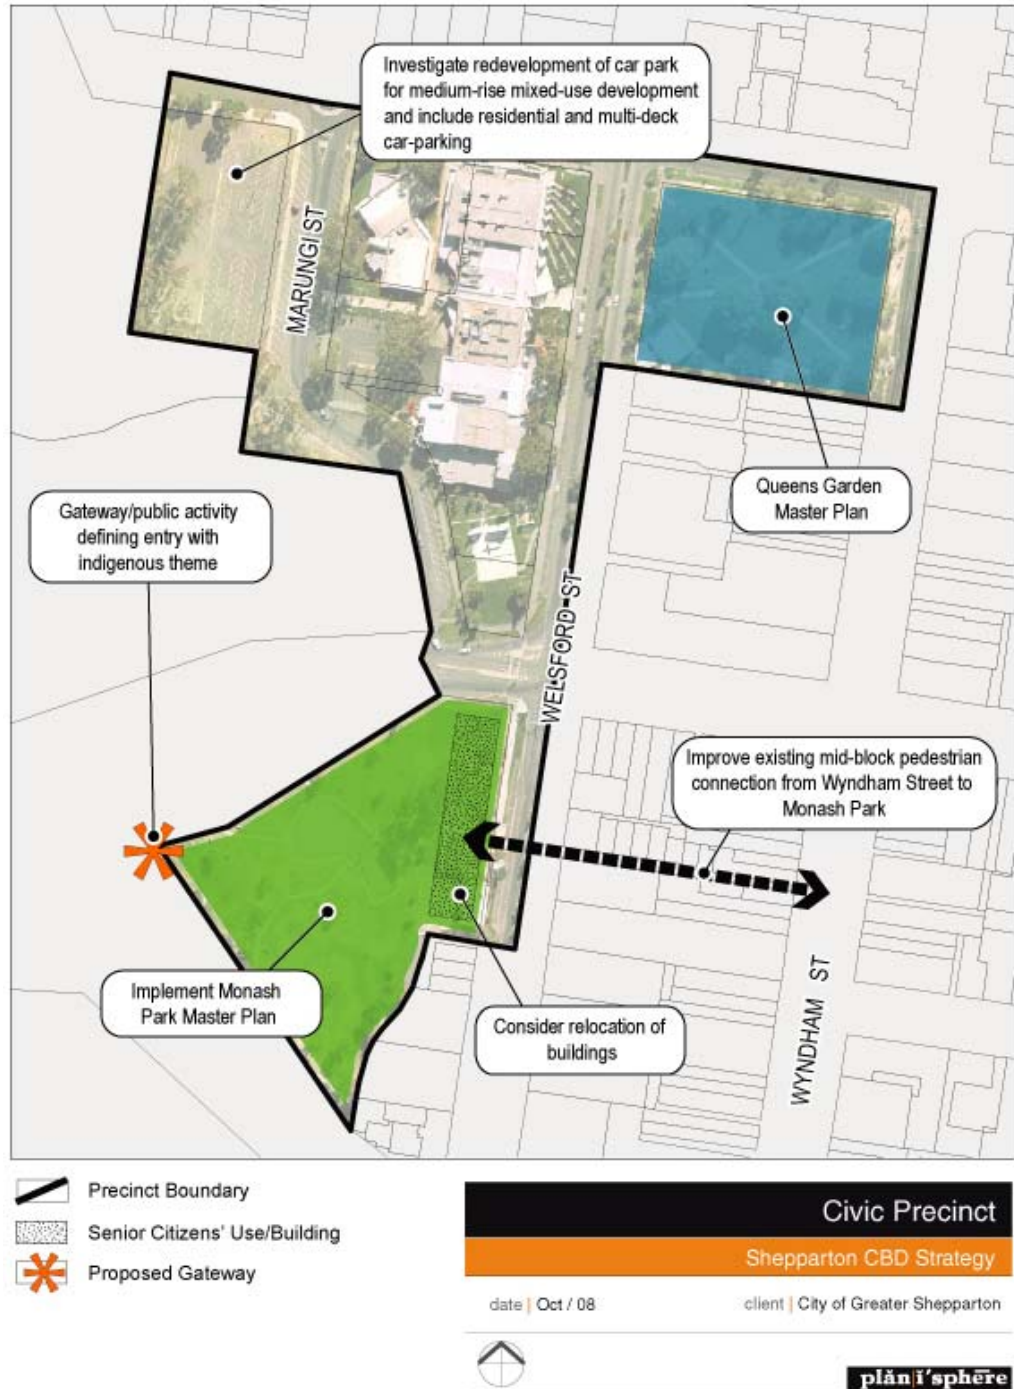 Investigate redevelopment of car park
for medium-rise mixed-use development
and include residential and multi-deck
car-parking
MARUNGI ST
Queens Garden
Master Plan
Gateway/public activity
defining entry with
indigenous theme
WELSFORD ST
Improve existing mid-block pedestrian
connection from Wyndham Street to
Monash Park
Implement Monash
Park Master Plan
Consider relocation of
buildings
WYNDHAM ST
Precinct Boundary
Senior Citizens' Use/Building
Proposed Gateway
Civic Precinct
Shepparton CBD Strategy
date | Oct / 08
client | City of Greater Shepparton
plăn|ĭ'sphēre